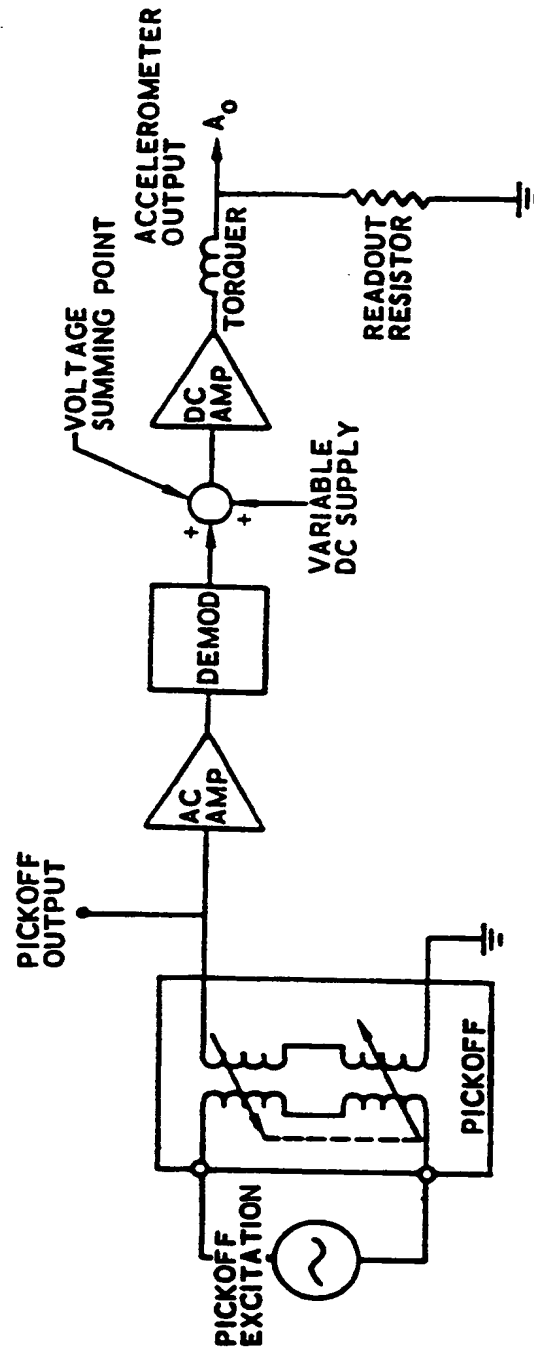 PICKOFF
EXCITATION
PICKOFF
PICKOFF
OUTPUT
AC
AMP
DEMOD
+
+
VOLTAGE
SUMMING POINT
VARIABLE
DC SUPPLY
DC
AMP
TORQUER
ACCELEROMETER
OUTPUT
A₀
READOUT
RESISTOR